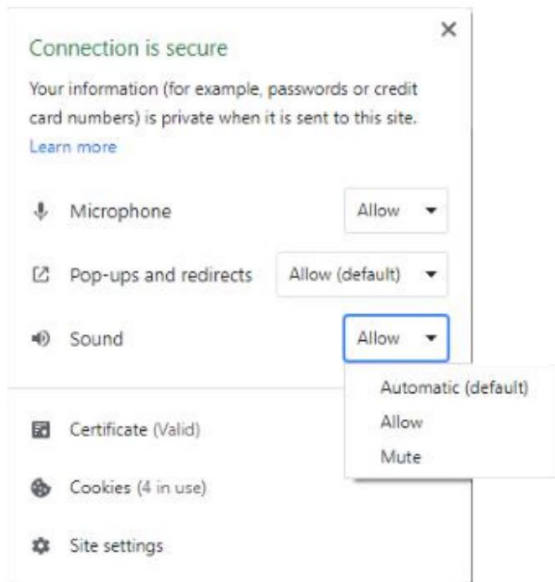 Connection is secure
Your information (for example, passwords or credit
card numbers) is private when it is sent to this site.
Learn more
Microphone Allow
Pop-ups and redirects Allow (default)
Sound Allow
Automatic (default)
Allow
Mute
Certificate (Valid)
Cookies (4 in use)
Site settings